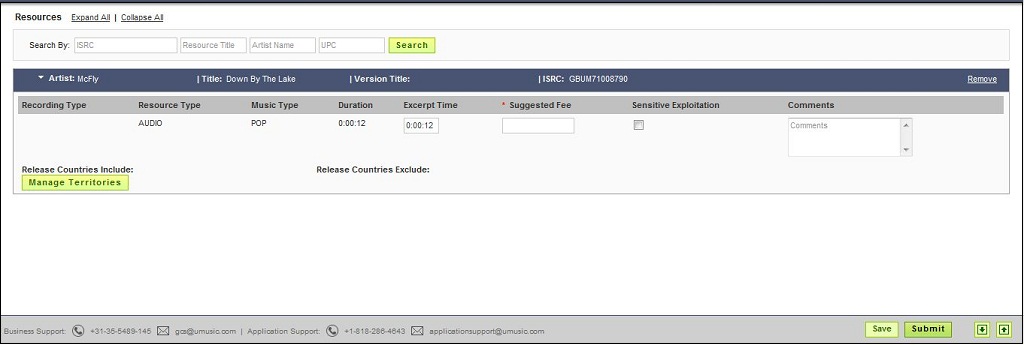 Resources Expand All | Collapse All
Search By: ISRC Resource Title Artist Name UPC Search
Artist: McFly | Title: Down By The Lake | Version Title: | ISRC: GBUM71008790 Remove
Recording Type Resource Type Music Type Duration Excerpt Time * Suggested Fee Sensitive Exploitation Comments
AUDIO POP 0:00:12 0:00:12 Comments
Release Countries Include: Release Countries Exclude:
Manage Territories
Business Support: +31-35-5489-145 gcs@umusic.com | Application Support: +1-818-286-4643 applicationsupport@umusic.com Save Submit